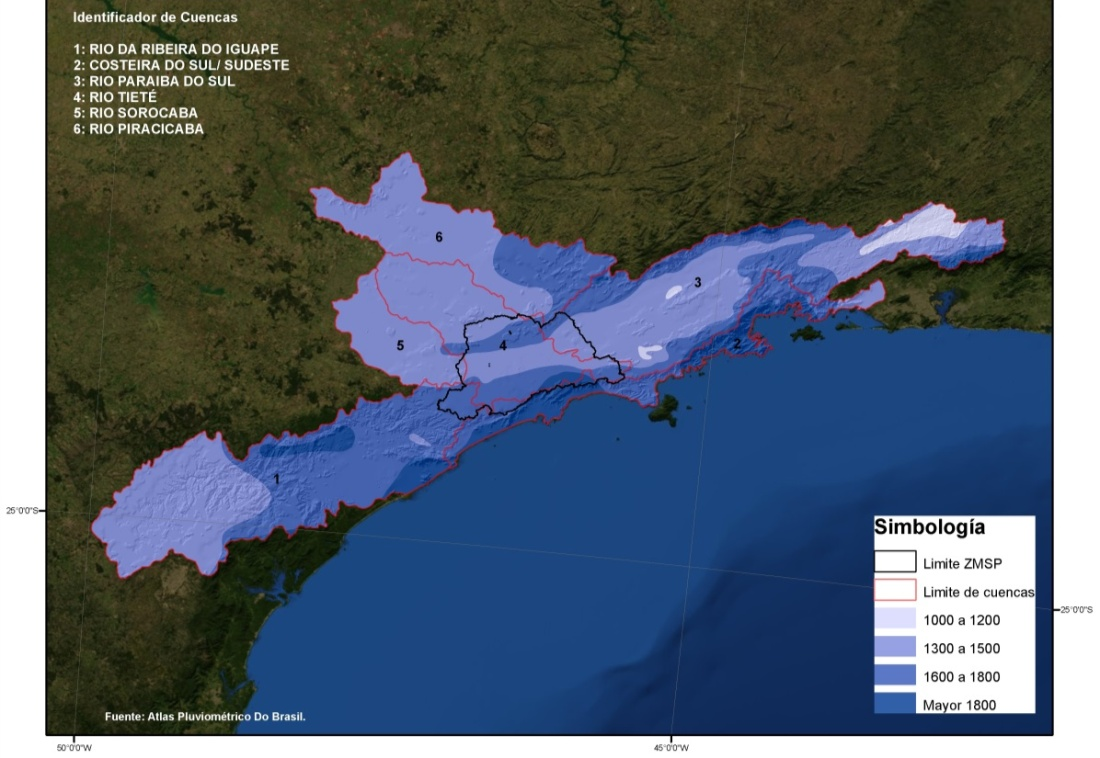 Identificador de Cuencas
1: RIO DA RIBEIRA DO IGUAPE
2: COSTEIRA DO SUL/ SUDESTE
3: RIO PARAIBA DO SUL
4: RIO TIETÉ
5: RIO SOROCABA
6: RIO PIRACICABA
6
3
5
4
2
1
25°0'0"S
25°0'0"S
Simbología
Limite ZMSP
Limite de cuencas
1000 a 1200
1300 a 1500
1600 a 1800
Mayor 1800
Fuente: Atlas Pluviométrico Do Brasil.
50°0'0"W
45°0'0"W